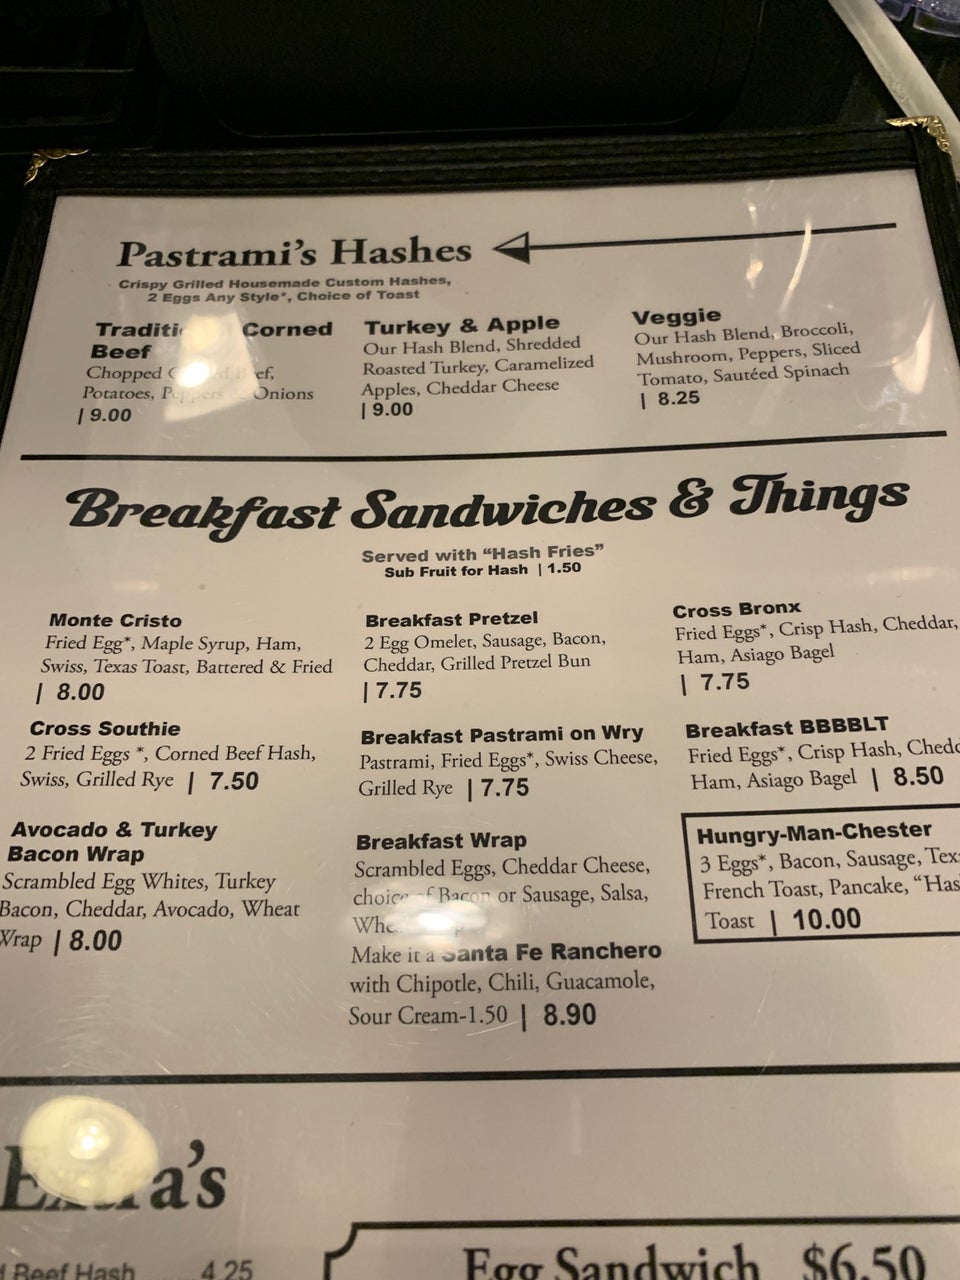 Pastrami's Hashes
Crispy Grilled Housemade Custom Hashes,
2 Eggs Any Style*, Choice of Toast
Corned
Beef
Chopped
Potatoes, Peppers & Onions
| 9.00
Turkey & Apple
Our Hash Blend, Shredded
Roasted Turkey, Caramelized
Apples, Cheddar Cheese
| 9.00
Veggie
Our Hash Blend, Broccoli,
Mushroom, Peppers, Sliced
Tomato, Sautéed Spinach
| 8.25
Breakfast Sandwiches & Things
Served with “Hash Fries”
Sub Fruit for Hash | 1.50
Monte Cristo
Fried Egg*, Maple Syrup, Ham,
Swiss, Texas Toast, Battered & Fried
| 8.00
Cross Southie
2 Fried Eggs *, Corned Beef Hash,
Swiss, Grilled Rye | 7.50
Avocado & Turkey
Bacon Wrap
Scrambled Egg Whites, Turkey
Bacon, Cheddar, Avocado, Wheat
Wrap | 8.00
Breakfast Pretzel
2 Egg Omelet, Sausage, Bacon,
Cheddar, Grilled Pretzel Bun
| 7.75
Breakfast Pastrami on Wry
Pastrami, Fried Eggs*, Swiss Cheese,
Grilled Rye | 7.75
Breakfast Wrap
Scrambled Eggs, Cheddar Cheese,
choice of Bacon or Sausage, Salsa,
Make it a Santa Fe Ranchero
with Chipotle, Chili, Guacamole,
Sour Cream-1.50 | 8.90
Cross Bronx
Fried Eggs*, Crisp Hash, Cheddar,
Ham, Asiago Bagel
| 7.75
Breakfast BBBBLT
Fried Eggs*, Crisp Hash,
Ham, Asiago Bagel | 8.50
Hungry-Man-Chester
3 Eggs*, Bacon, Sausage,
French Toast, Pancake,
Toast | 10.00
Extra's
Beef Hash 4.25
Egg Sandwich $6.50